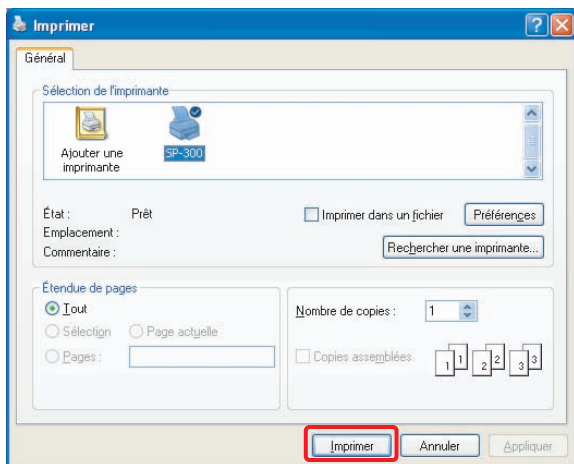 Imprimer
Général
Sélection de l'imprimante
Ajouter une
imprimante
SP-300
État : Prêt
Emplacement :
Commentaire :
Imprimer dans un fichier
Préférences
Rechercher une imprimante...
Étendue de pages
Tout
Sélection Page actuelle
Pages :
Nombre de copies : 1
Copies assemblées
1 1 2 2 3 3
Imprimer Annuler Appliquer